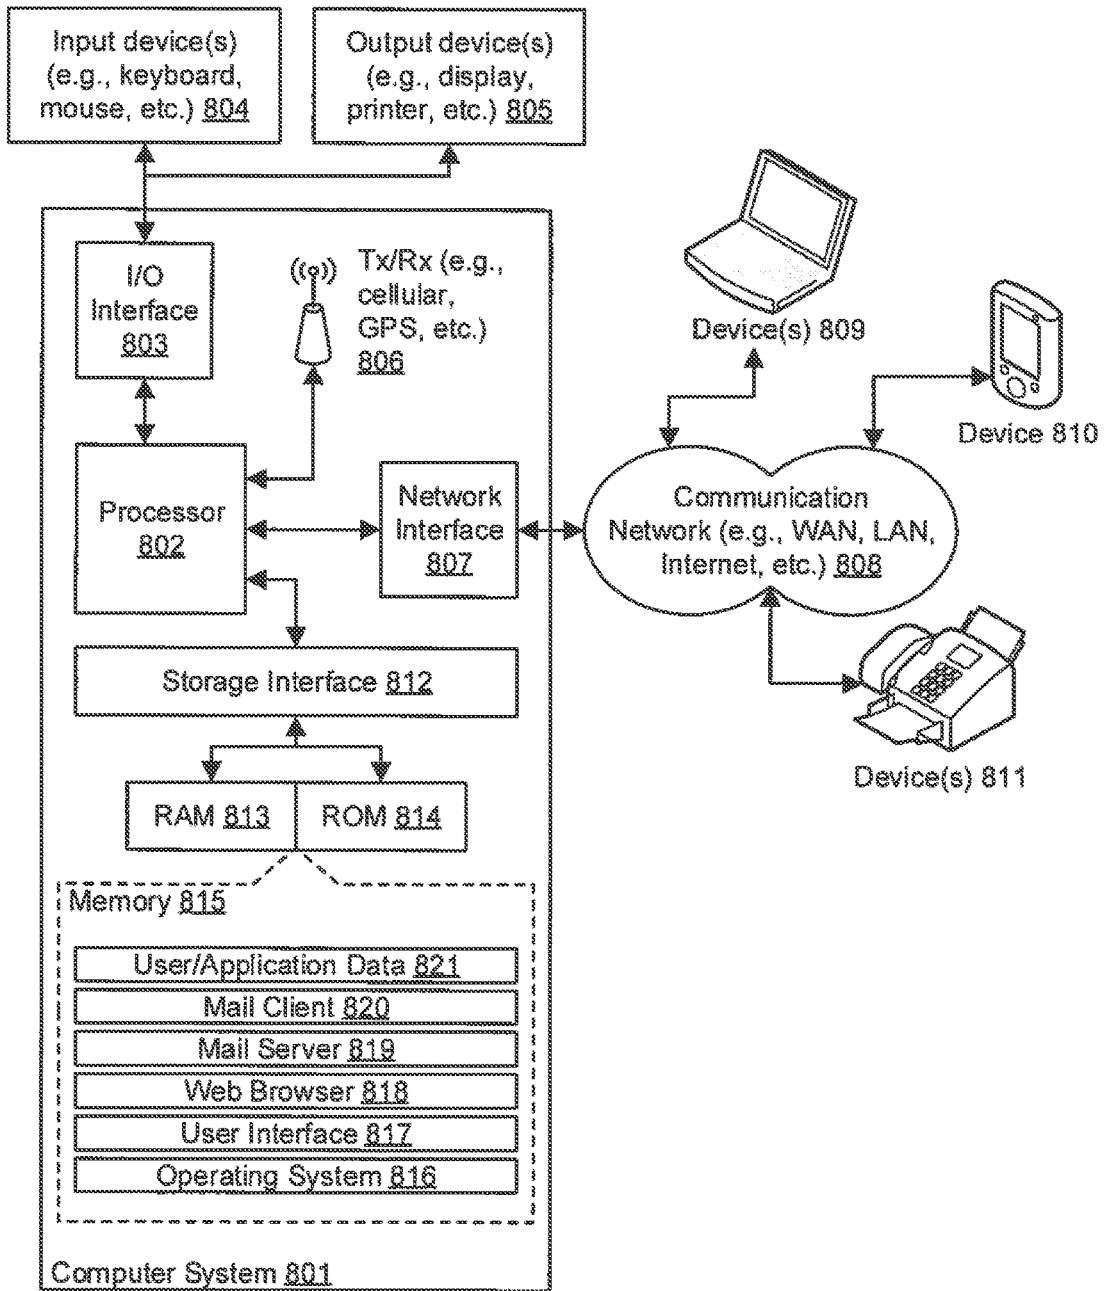 Input device(s)
(e.g., keyboard,
mouse, etc.) 804
Output device(s)
(e.g., display,
printer, etc.) 805
I/O
Interface
803
Tx/Rx (e.g.,
cellular,
GPS, etc.)
806
Device(s) 809
Device 810
Processor
802
Network
Interface
807
Communication
Network (e.g., WAN, LAN,
Internet, etc.) 808
Storage Interface 812
Device(s) 811
RAM 813
ROM 814
Memory 815
User/Application Data 821
Mail Client 820
Mail Server 819
Web Browser 818
User Interface 817
Operating System 816
Computer System 801